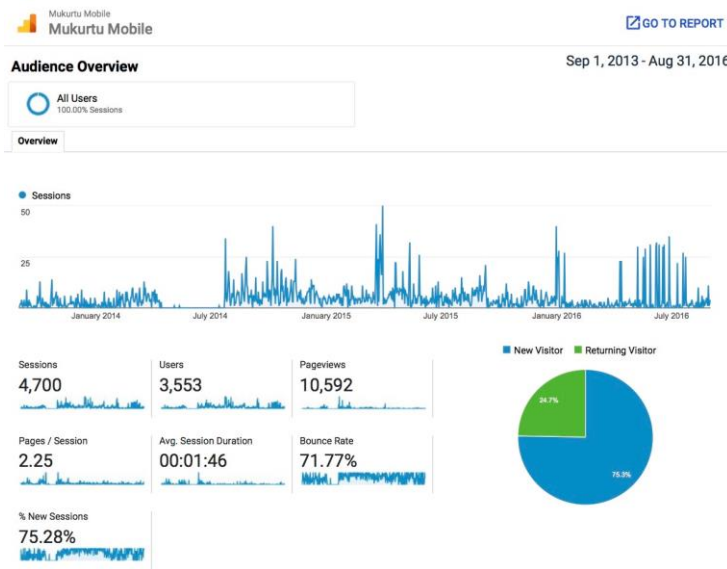 Mukurtu Mobile
Mukurtu Mobile
GO TO REPORT
Audience Overview
Sep 1, 2013 - Aug 31, 2016
All Users
100.00% Sessions
Overview
Sessions
50
25
January 2014
July 2014
January 2015
July 2015
January 2016
July 2016
New Visitor
Returning Visitor
Sessions
4,700
Users
3,553
Pageviews
10,592
24.7%
75.3%
Pages / Session
2.25
Avg. Session Duration
00:01:46
Bounce Rate
71.77%
% New Sessions
75.28%